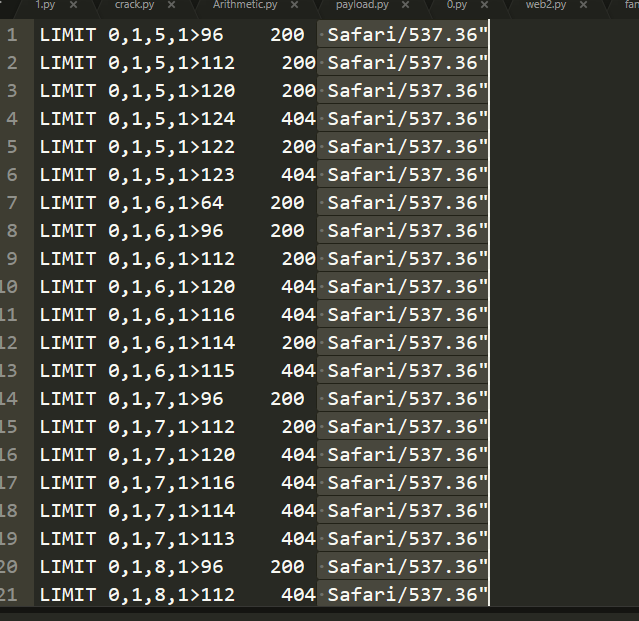 1.py × crack.py × Arithmetic.py × payload.py × 0.py × web2.py × fan
1 LIMIT 0,1,5,1>96 200 Safari/537.36"
2 LIMIT 0,1,5,1>112 200 Safari/537.36"
3 LIMIT 0,1,5,1>120 200 Safari/537.36"
4 LIMIT 0,1,5,1>124 404 Safari/537.36"
5 LIMIT 0,1,5,1>122 200 Safari/537.36"
6 LIMIT 0,1,5,1>123 404 Safari/537.36"
7 LIMIT 0,1,6,1>64 200 Safari/537.36"
8 LIMIT 0,1,6,1>96 200 Safari/537.36"
9 LIMIT 0,1,6,1>112 200 Safari/537.36"
10 LIMIT 0,1,6,1>120 404 Safari/537.36"
11 LIMIT 0,1,6,1>116 404 Safari/537.36"
12 LIMIT 0,1,6,1>114 200 Safari/537.36"
13 LIMIT 0,1,6,1>115 404 Safari/537.36"
14 LIMIT 0,1,7,1>96 200 Safari/537.36"
15 LIMIT 0,1,7,1>112 200 Safari/537.36"
16 LIMIT 0,1,7,1>120 404 Safari/537.36"
17 LIMIT 0,1,7,1>116 404 Safari/537.36"
18 LIMIT 0,1,7,1>114 404 Safari/537.36"
19 LIMIT 0,1,7,1>113 404 Safari/537.36"
20 LIMIT 0,1,8,1>96 200 Safari/537.36"
21 LIMIT 0,1,8,1>112 404 Safari/537.36"